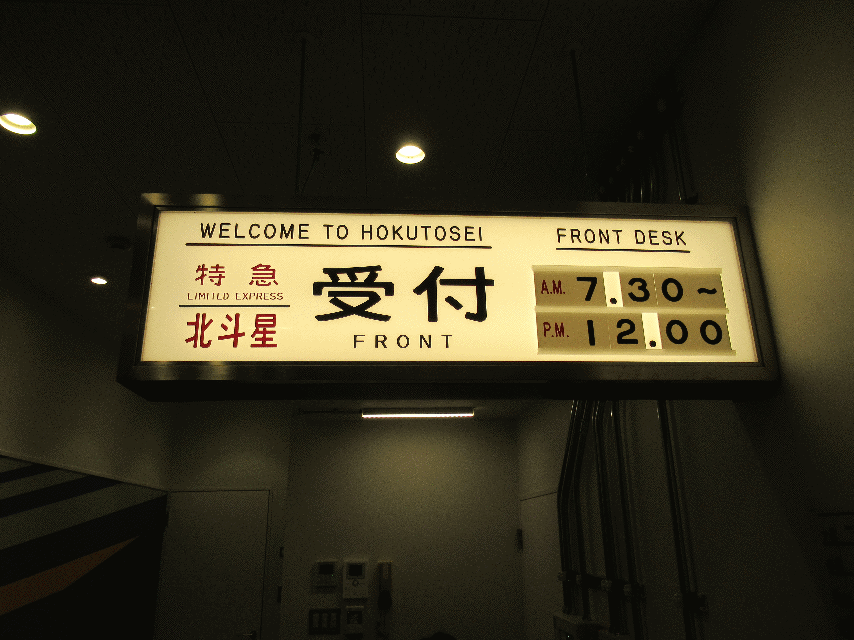 WELCOME TO HOKUTOSEI
特急
LIMITED EXPRESS
北斗星
受付
FRONT
FRONT DESK
A.M. 7.30~
P.M. 12.00